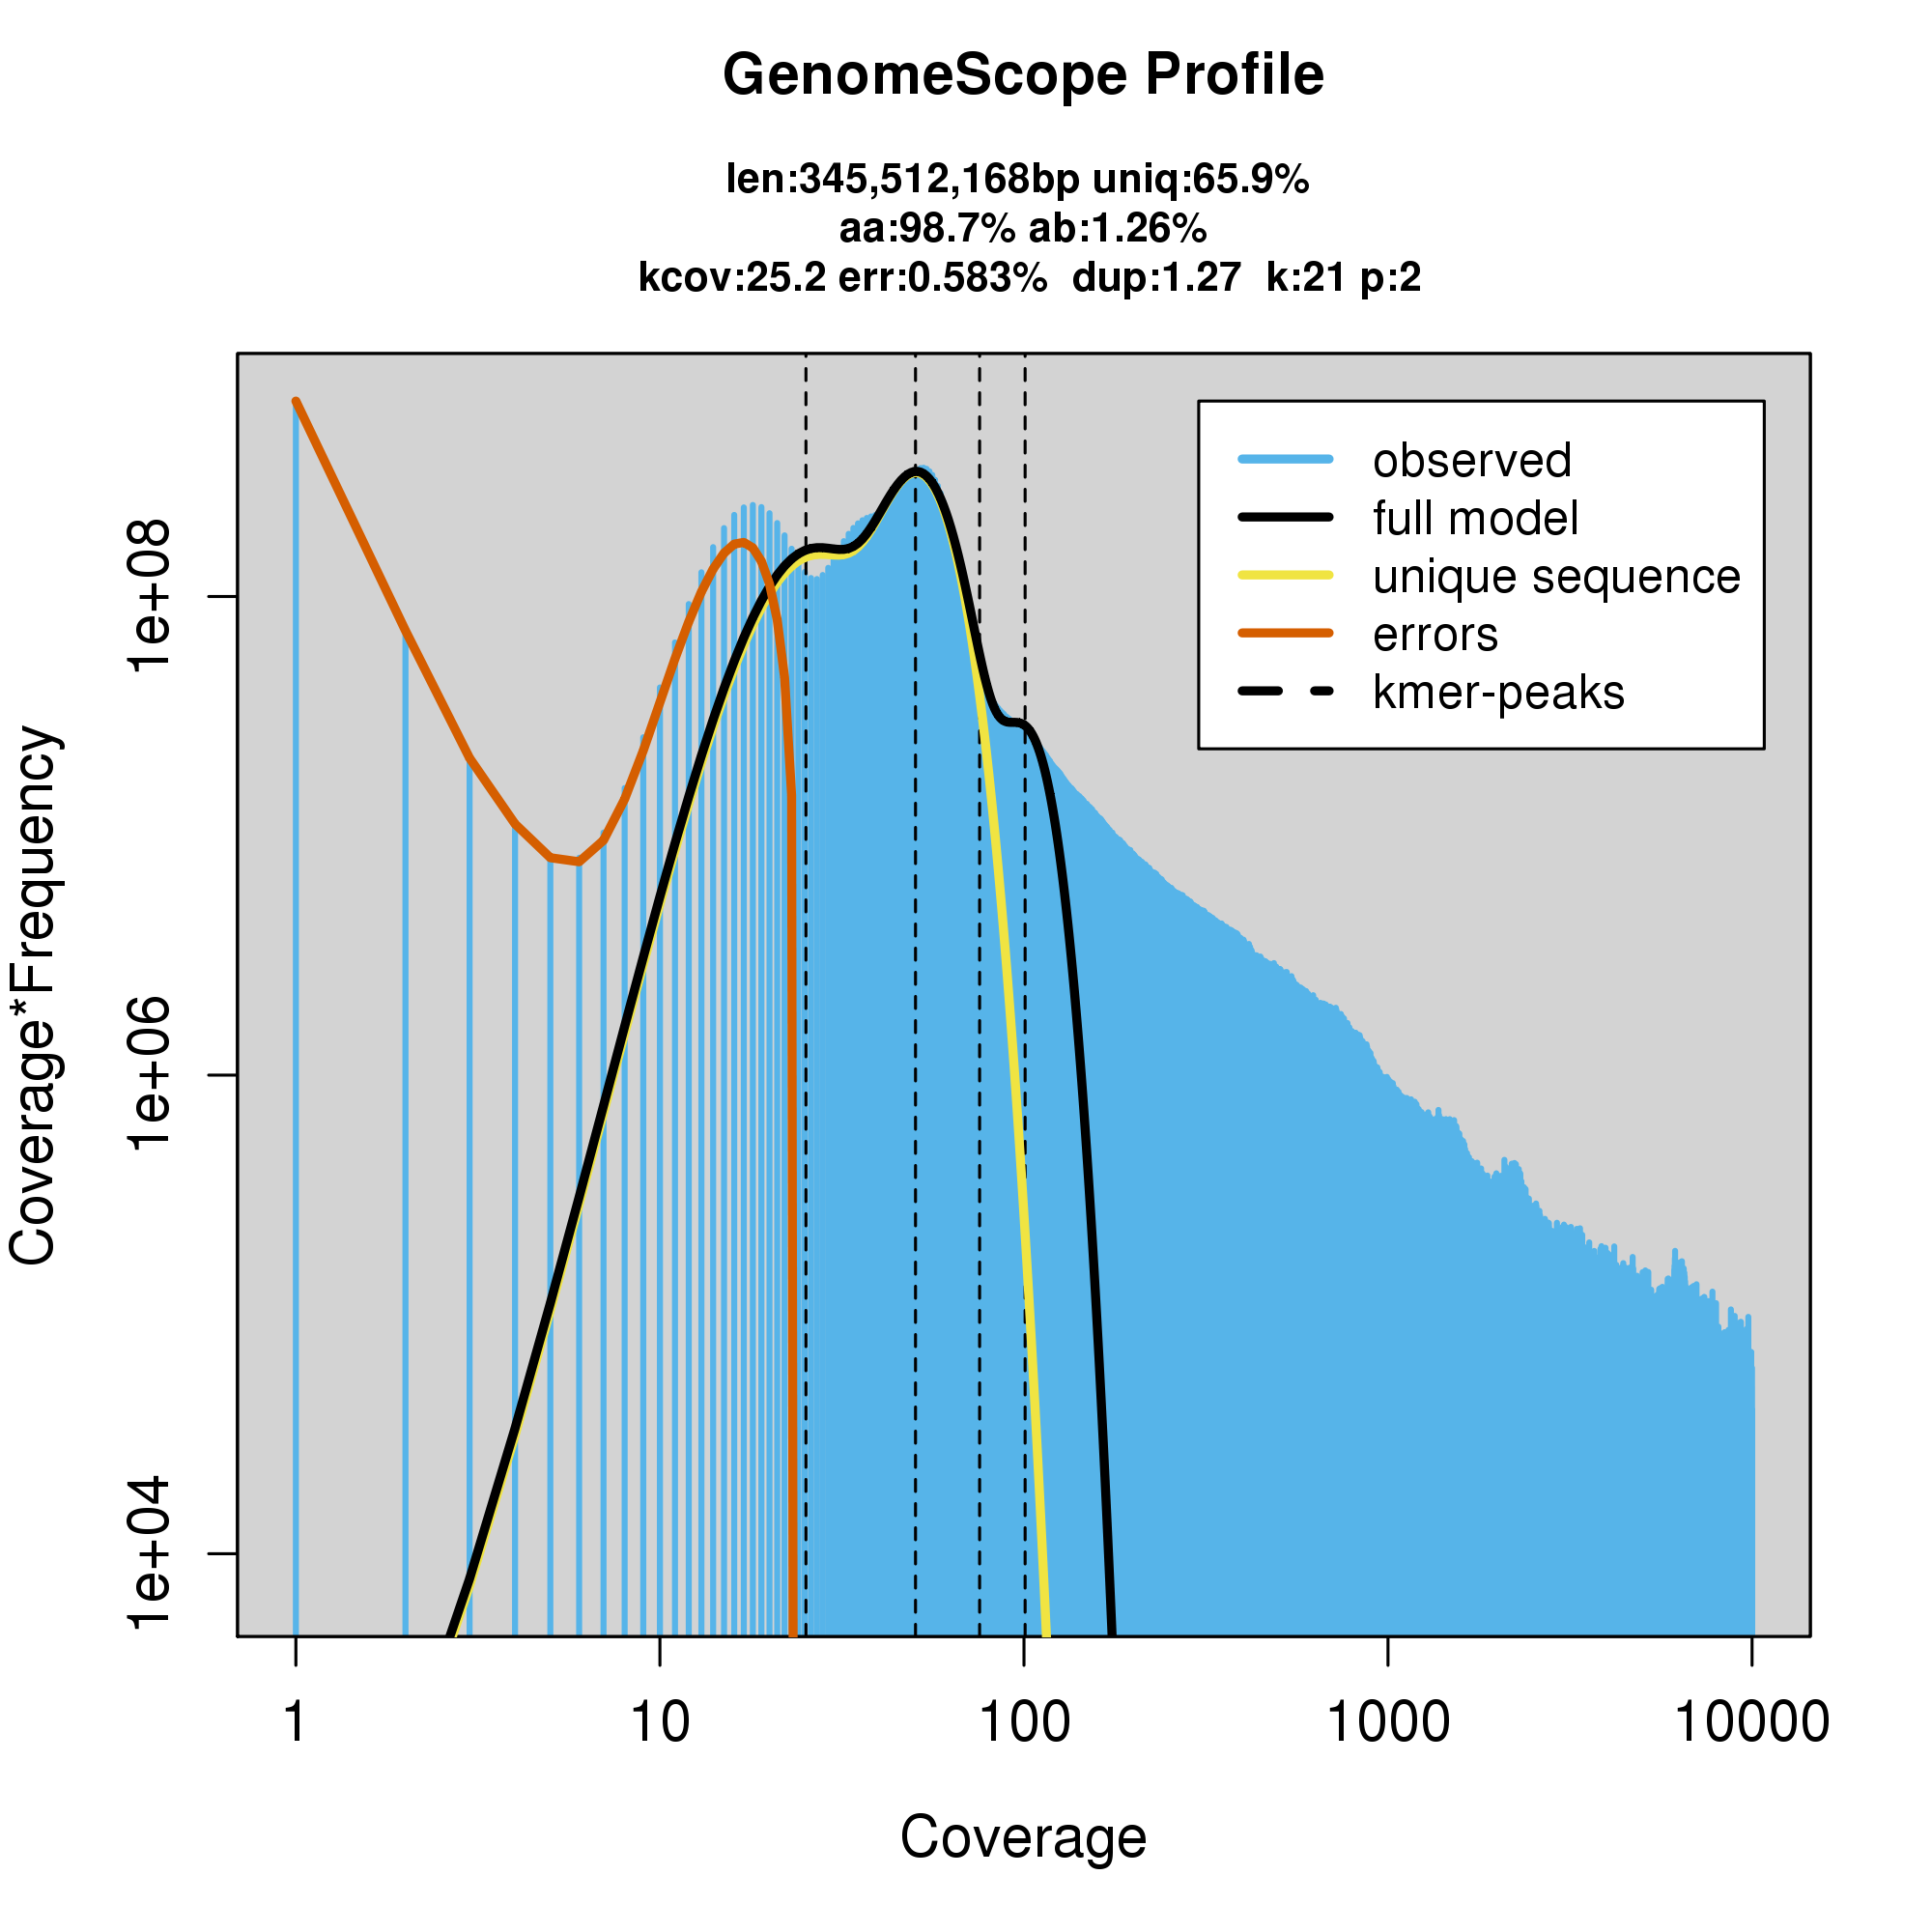 GenomeScope Profile
len:345,512,168bp uniq:65.9%
aa:98.7% ab:1.26%
kcov:25.2 err:0.583% dup:1.27 k:21 p:2
observed
full model
unique sequence
errors
kmer-peaks
Coverage*Frequency
1e+08
1e+06
1e+04
1 10 100 1000 10000
Coverage